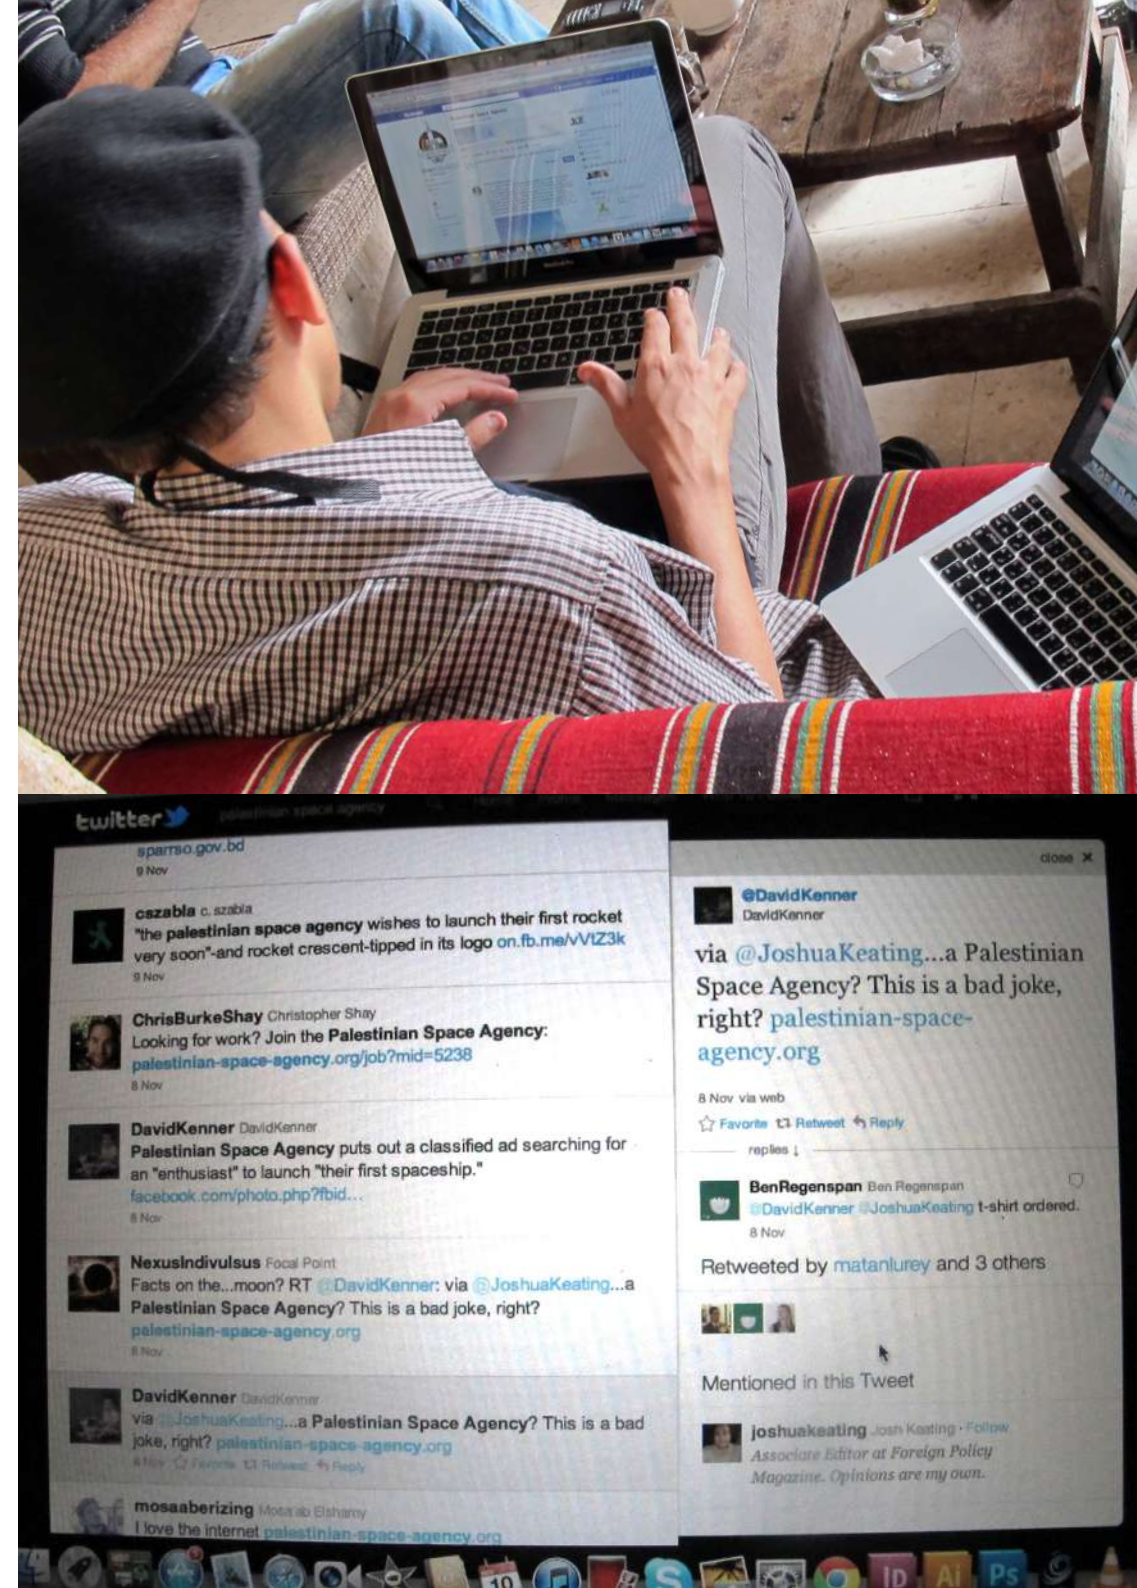 twitter
palestinian space agency
sparrso.gov.bd
9 Nov
cszabla c. szabla
"the palestinian space agency wishes to launch their first rocket
very soon"-and rocket crescent-tipped in its logo on.fb.me/vVtZ3k
9 Nov
ChrisBurkeShay Christopher Shay
Looking for work? Join the Palestinian Space Agency:
palestinian-space-agency.org/job?mid=5238
8 Nov
DavidKenner DavidKenner
Palestinian Space Agency puts out a classified ad searching for
an "enthusiast" to launch "their first spaceship."
facebook.com/photo.php?fbid...
8 Nov
NexusIndivulsus Focal Point
Facts on the...moon? RT @DavidKenner: via @JoshuaKeating...a
Palestinian Space Agency? This is a bad joke, right?
palestinian-space-agency.org
8 Nov
DavidKenner DavidKenner
via @JoshuaKeating...a Palestinian Space Agency? This is a bad
joke, right? palestinian-space-agency.org
8 Nov Favorite Retweet Reply
mosaaberizing Mosa'ab Elshamy
I love the internet palestinian-space-agency.org
close ×
@DavidKenner
DavidKenner
via @JoshuaKeating...a Palestinian
Space Agency? This is a bad joke,
right? palestinian-space-
agency.org
8 Nov via web
Favorite Retweet Reply
replies ↓
BenRegenspan Ben Regenspan
@DavidKenner @JoshuaKeating t-shirt ordered.
8 Nov
Retweeted by matanlurey and 3 others
Mentioned in this Tweet
joshuakeating Josh Keating · Follow
Associate Editor at Foreign Policy
Magazine. Opinions are my own.
10
Id
Ai
Ps